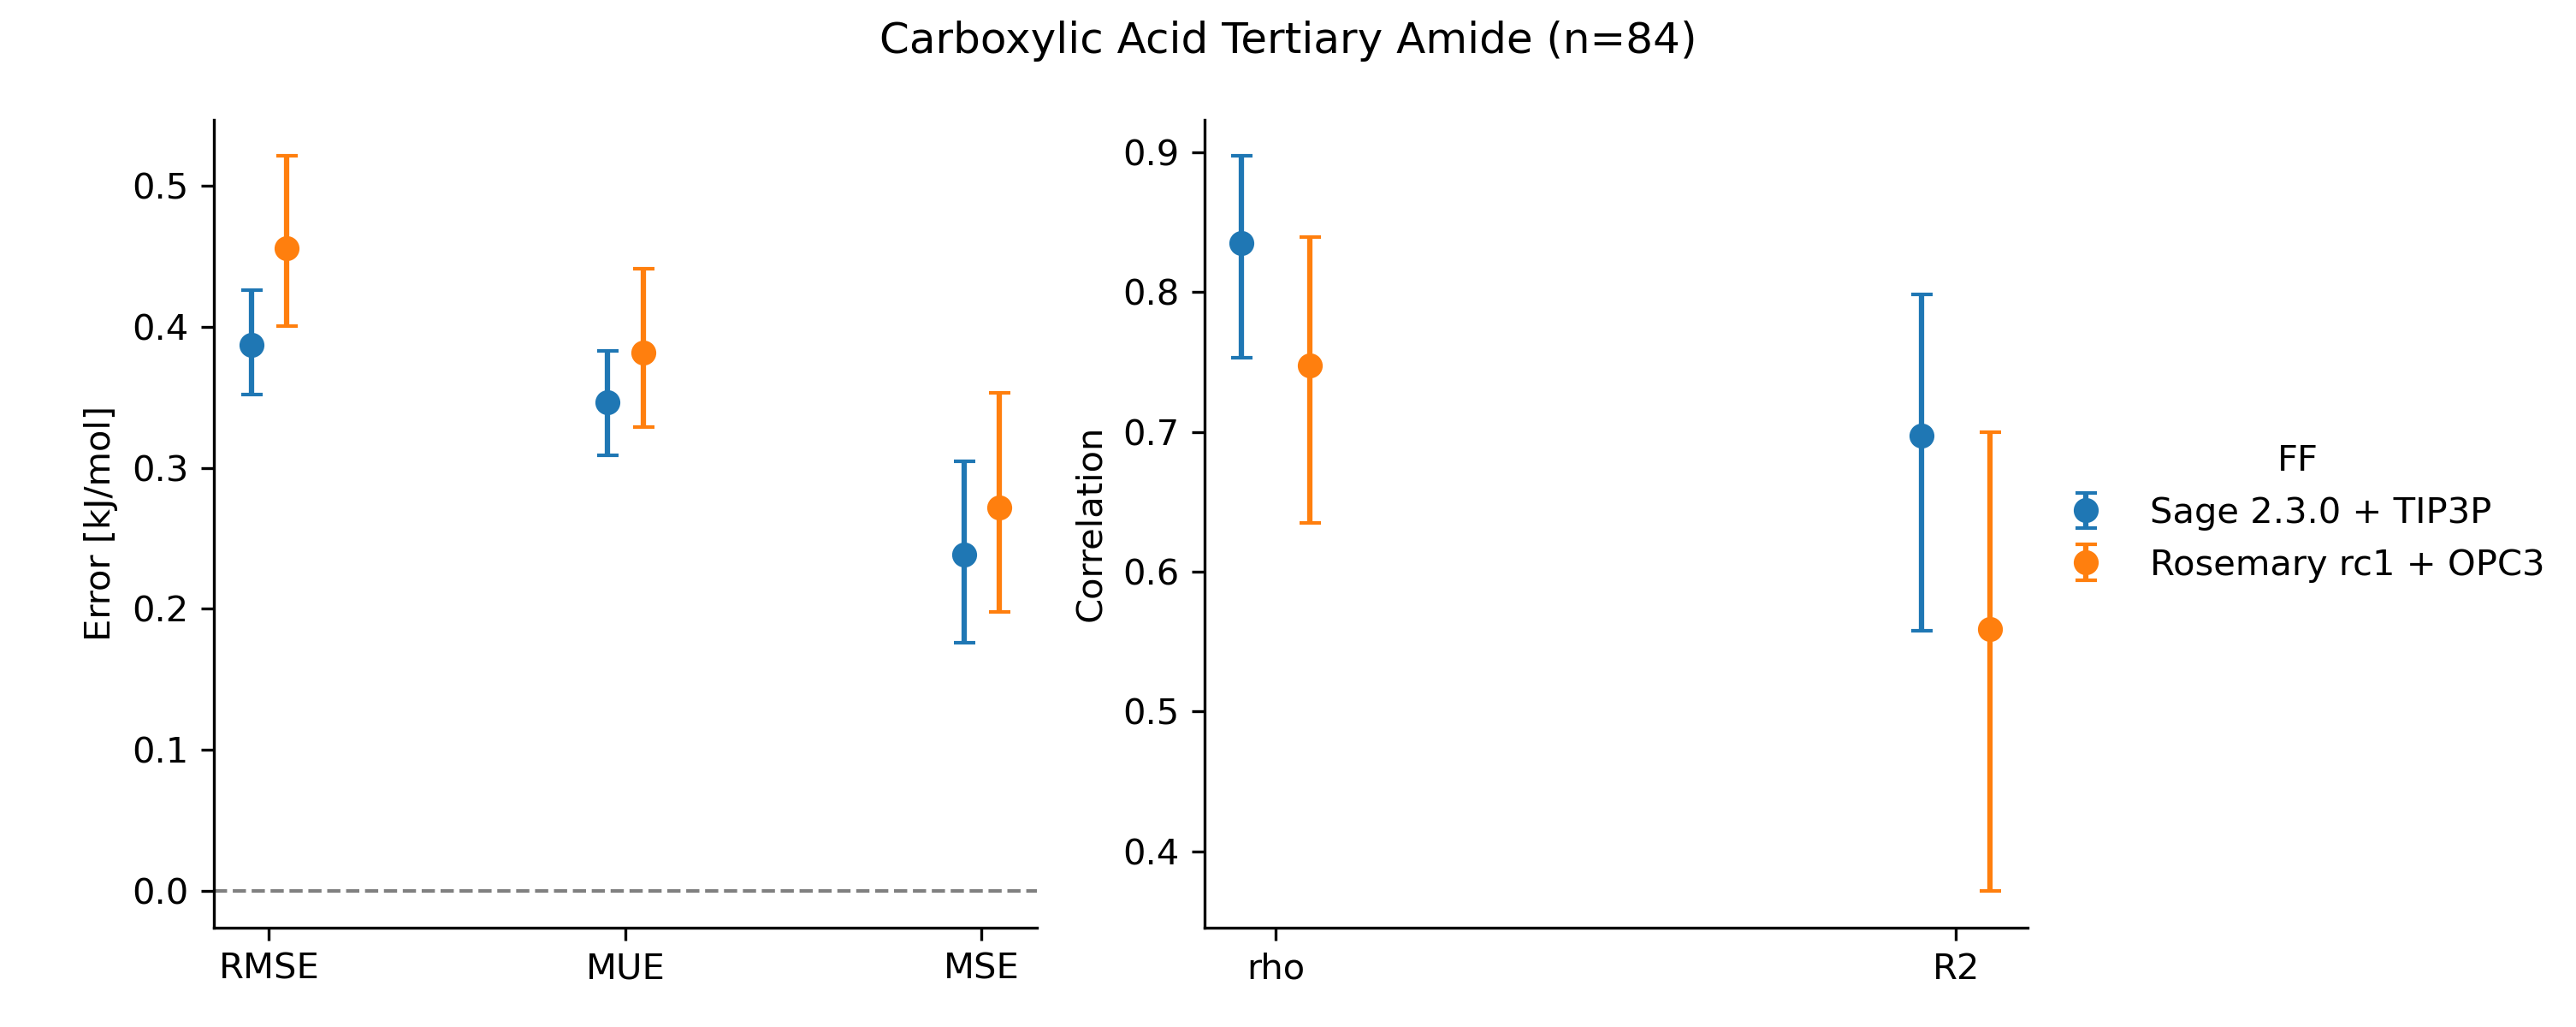 Carboxylic Acid Tertiary Amide (n=84)
Error [kJ/mol]
0.5
0.4
0.3
0.2
0.1
0.0
RMSE
MUE
MSE
Correlation
0.9
0.8
0.7
0.6
0.5
0.4
rho
R2
FF
Sage 2.3.0 + TIP3P
Rosemary rc1 + OPC3